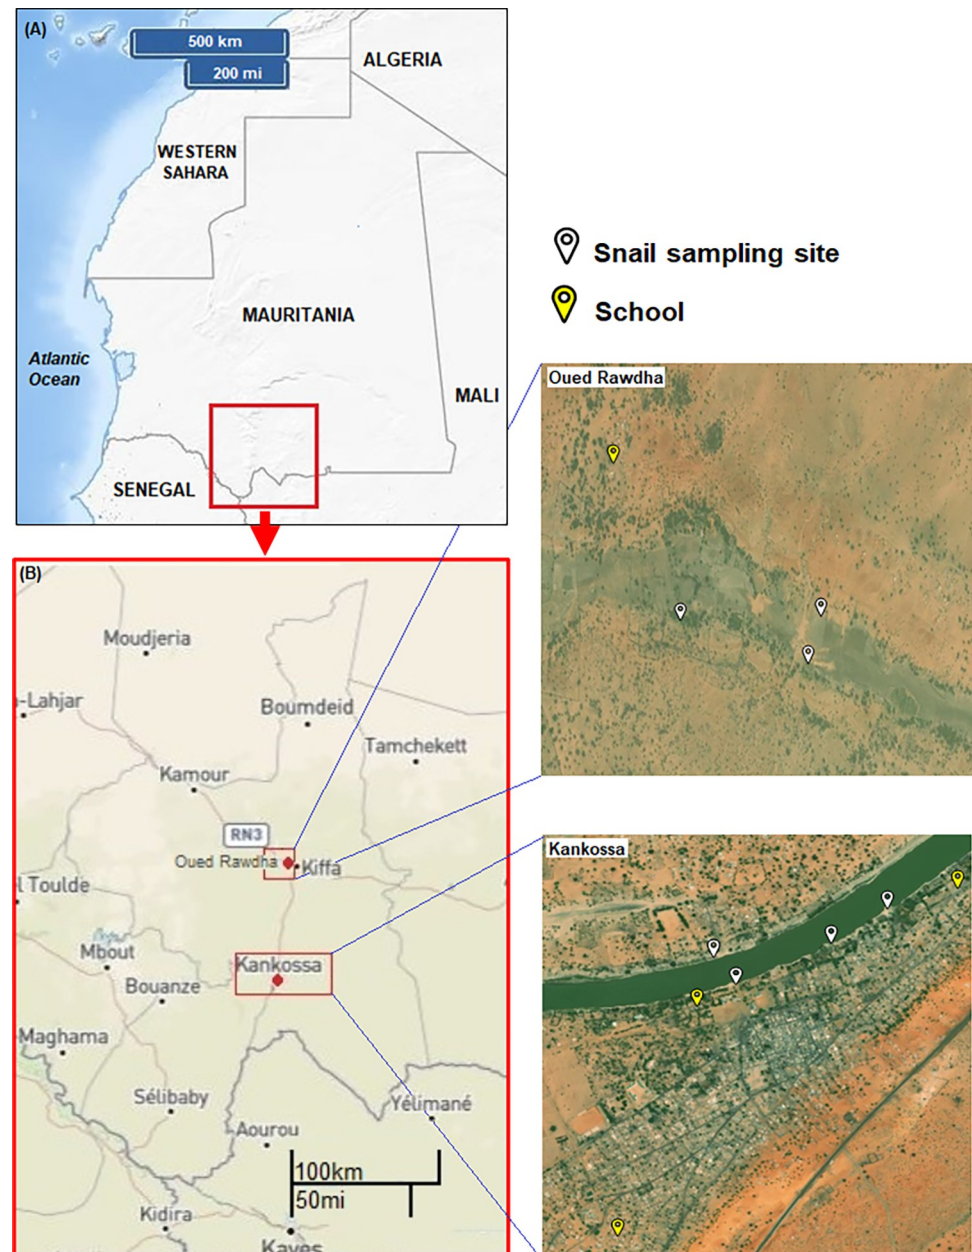 (A)
500 km
200 mi
ALGERIA
WESTERN
SAHARA
MAURITANIA
Atlantic
Ocean
MALI
SENEGAL
Snail sampling site
School
Oued Rawdha
(B)
Moudjeria
-Lahjar
Boumdeid
Tamchekett
Kamour
RN3
Oued Rawdha
Kiffa
l Toulde
Mbout
Kankossa
Bouanze
Maghama
Sélibaby
Yélimané
Aourou
100km
50mi
Kidira
Kayes
Kankossa